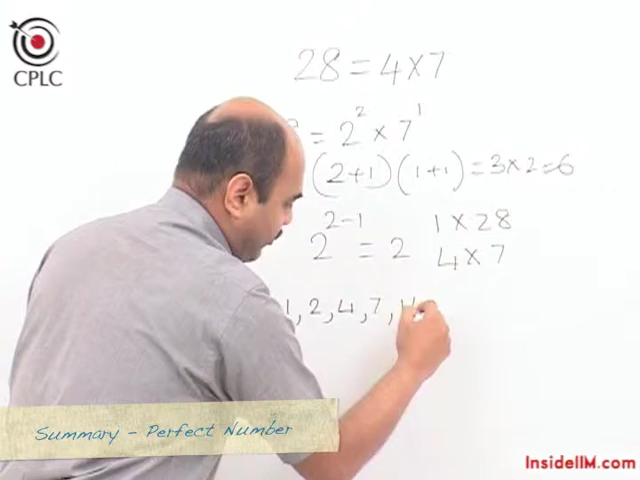 CPLC
28 = 4 x 7
= 2² x 7¹
(2+1) (1+1) = 3 x 2 = 6
2²⁻¹ = 2
1 x 28
4 x 7
1, 2, 4, 7, 14
Summary - Perfect Number
InsideIIM.com